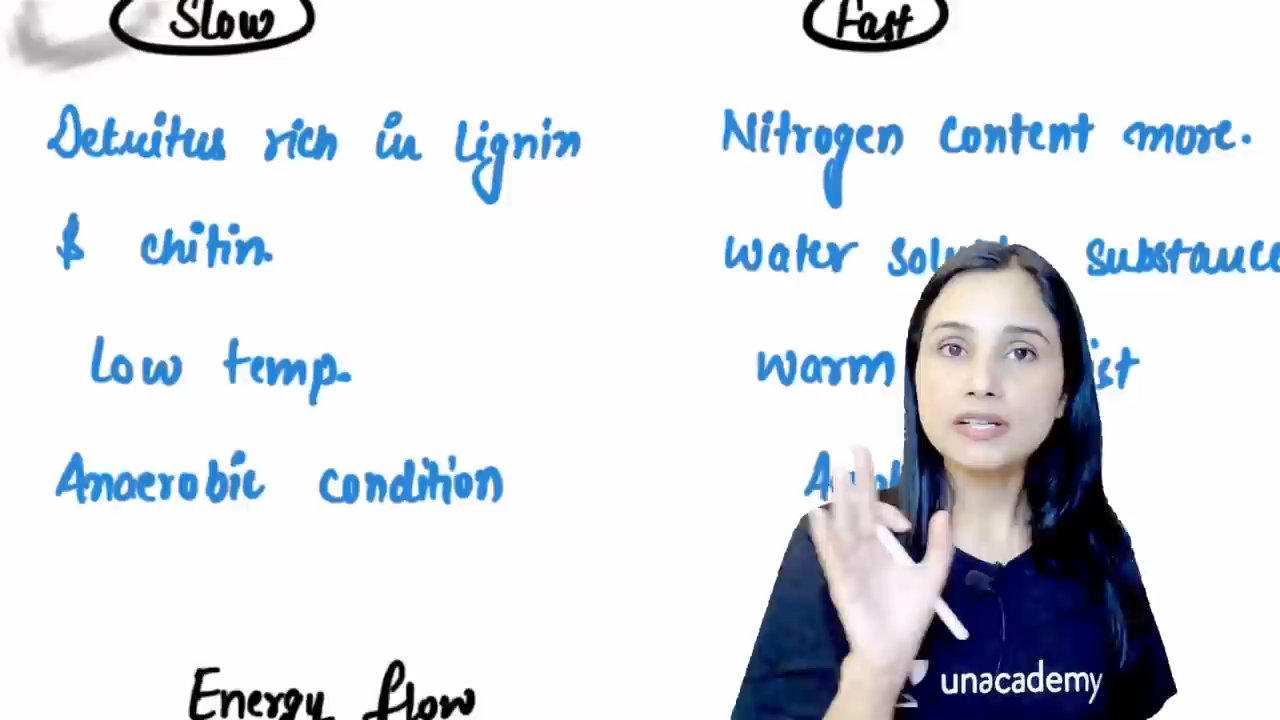 Slow
Fast
Detritus rich in Lignin
& chitin.
Low temp.
Anaerobic condition
Nitrogen content more.
water substance
warm
Energy flow
unacademy